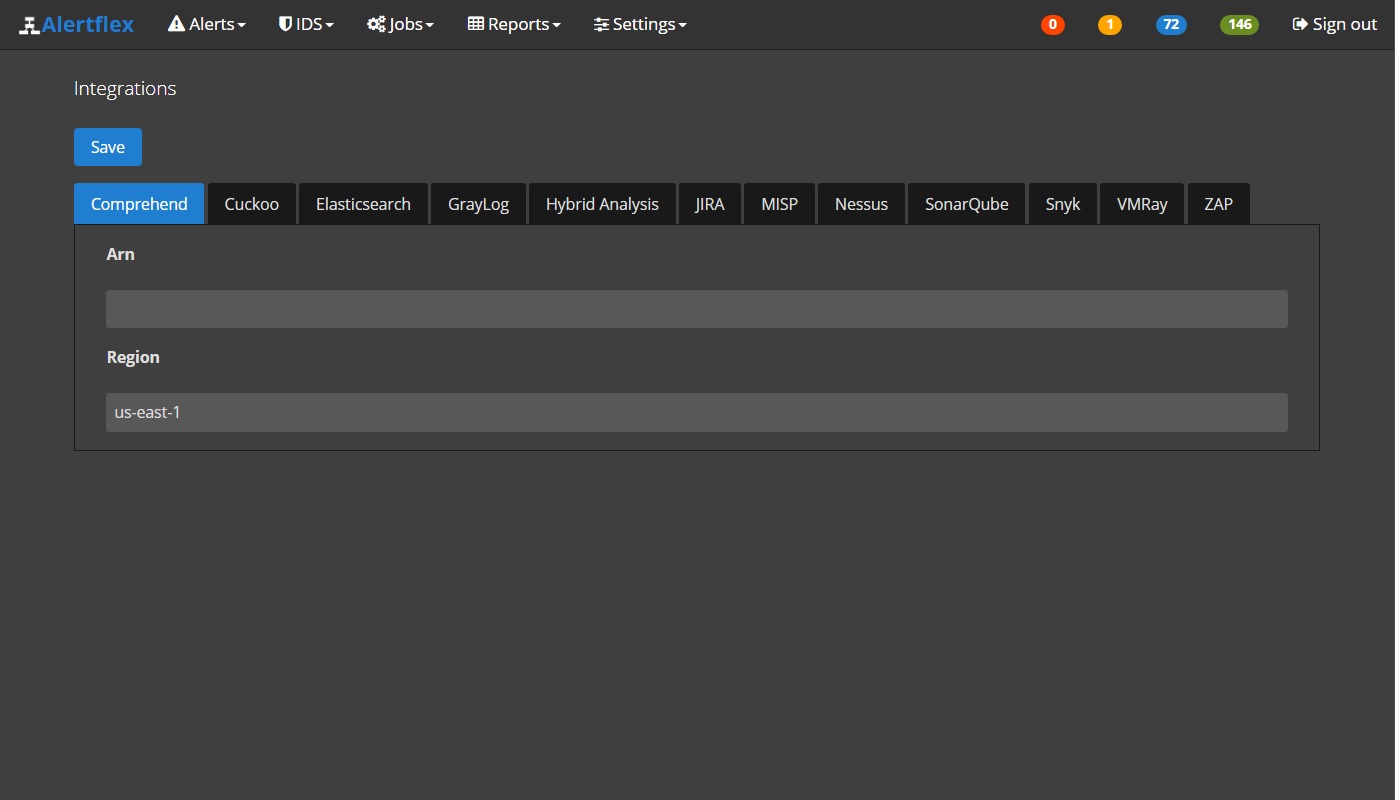 Alertflex Alerts IDS Jobs Reports Settings 0 1 72 146 Sign out
Integrations
Save
Comprehend Cuckoo Elasticsearch GrayLog Hybrid Analysis JIRA MISP Nessus SonarQube Snyk VMRay ZAP
Arn
Region
us-east-1